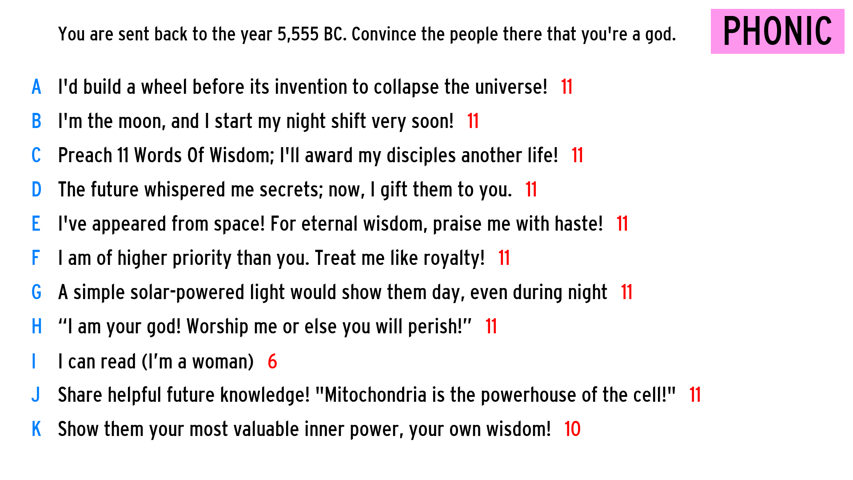 You are sent back to the year 5,555 BC. Convince the people there that you're a god.
PHONIC
A I'd build a wheel before its invention to collapse the universe! 11
B I'm the moon, and I start my night shift very soon! 11
C Preach 11 Words Of Wisdom; I'll award my disciples another life! 11
D The future whispered me secrets; now, I gift them to you. 11
E I've appeared from space! For eternal wisdom, praise me with haste! 11
F I am of higher priority than you. Treat me like royalty! 11
G A simple solar-powered light would show them day, even during night 11
H “I am your god! Worship me or else you will perish!” 11
I I can read (I’m a woman) 6
J Share helpful future knowledge! "Mitochondria is the powerhouse of the cell!" 11
K Show them your most valuable inner power, your own wisdom! 10